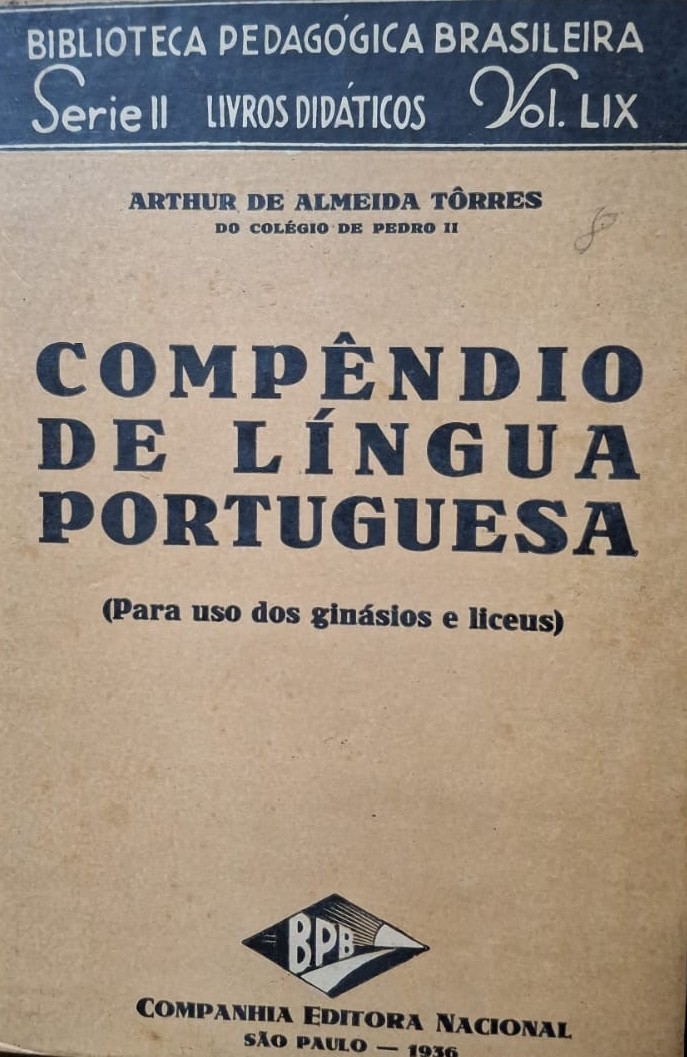 BIBLIOTECA PEDAGÓGICA BRASILEIRA
Serie II LIVROS DIDÁTICOS Vol. LIX
ARTHUR DE ALMEIDA TÔRRES
DO COLÉGIO DE PEDRO II
COMPÊNDIO
DE LÍNGUA
PORTUGUESA
(Para uso dos ginásios e liceus)
B.P.B
COMPANHIA EDITORA NACIONAL
SÃO PAULO — 1936